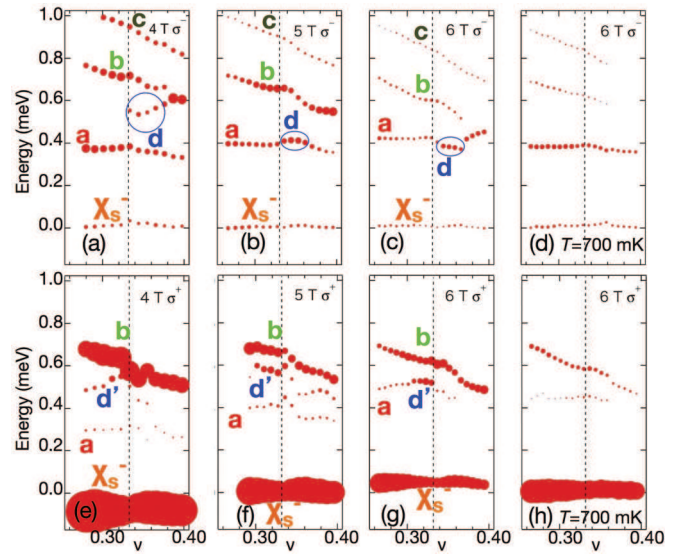 c 4 T σ⁻ 5 T σ⁻ 6 T σ⁻ 6 T σ⁻
1.0
b b c b
0.8
Energy (meV)
0.6
a d a d a d
0.4
0.2
Xs⁻ Xs⁻ Xs⁻
0.0
(a) (b) (c) (d) T=700 mK
4 T σ⁺ 5 T σ⁺ 6 T σ⁺ 6 T σ⁺
1.0
0.8
b b b
Energy (meV)
0.6
d' d' d'
0.4
a a a
0.2
Xs⁻ Xs⁻ Xs⁻
0.0
(e) (f) (g) (h) T=700 mK
0.30 0.40 0.30 0.40 0.30 0.40 0.30 0.40
ν ν ν ν